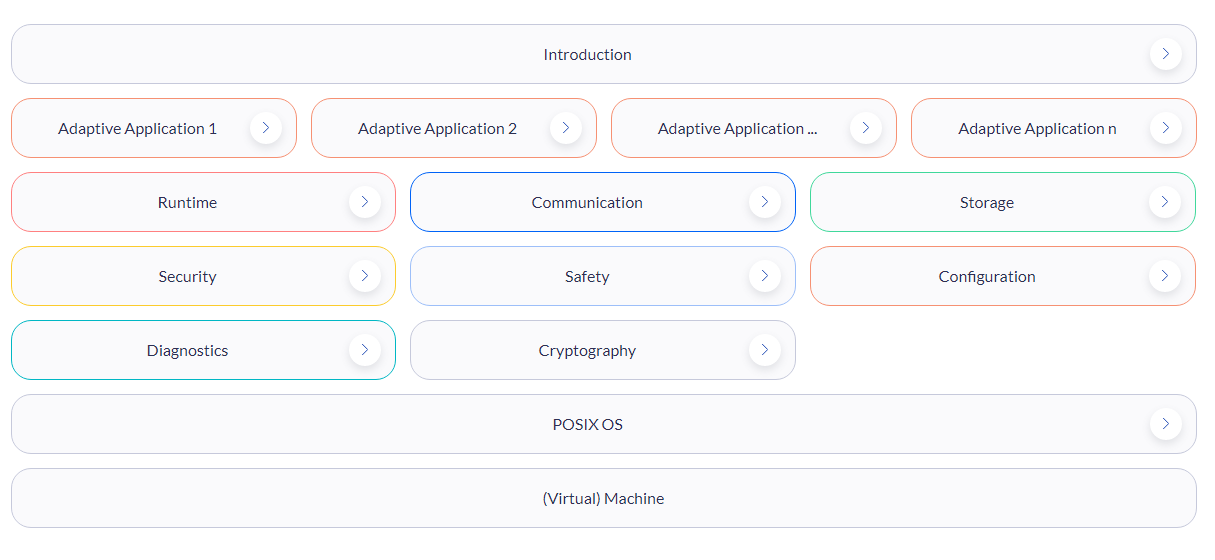 Introduction
Adaptive Application 1
Adaptive Application 2
Adaptive Application ...
Adaptive Application n
Runtime
Communication
Storage
Security
Safety
Configuration
Diagnostics
Cryptography
POSIX OS
(Virtual) Machine